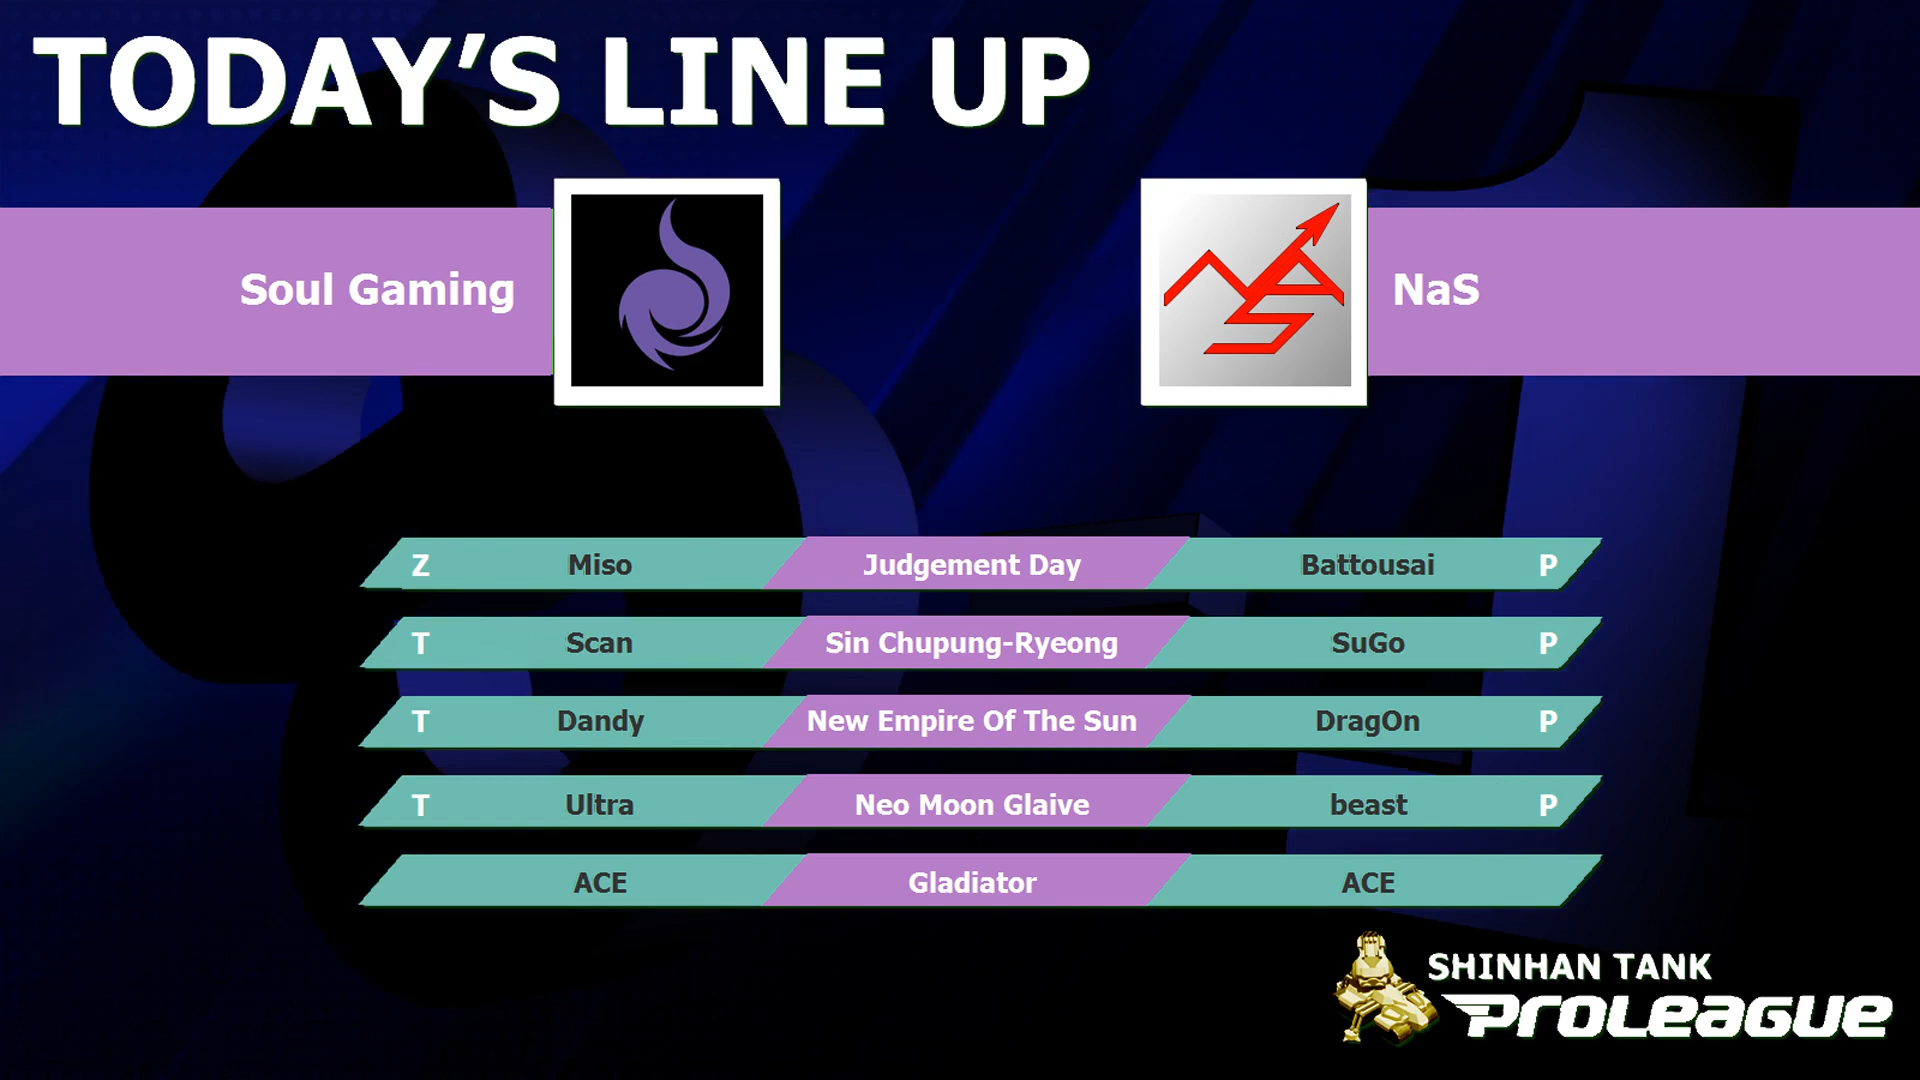 TODAY'S LINE UP
Soul Gaming
NaS
Z Miso Judgement Day Battousai P
T Scan Sin Chupung-Ryeong SuGo P
T Dandy New Empire Of The Sun DragOn P
T Ultra Neo Moon Glaive beast P
ACE Gladiator ACE
SHINHAN TANK
PROLEAGUE